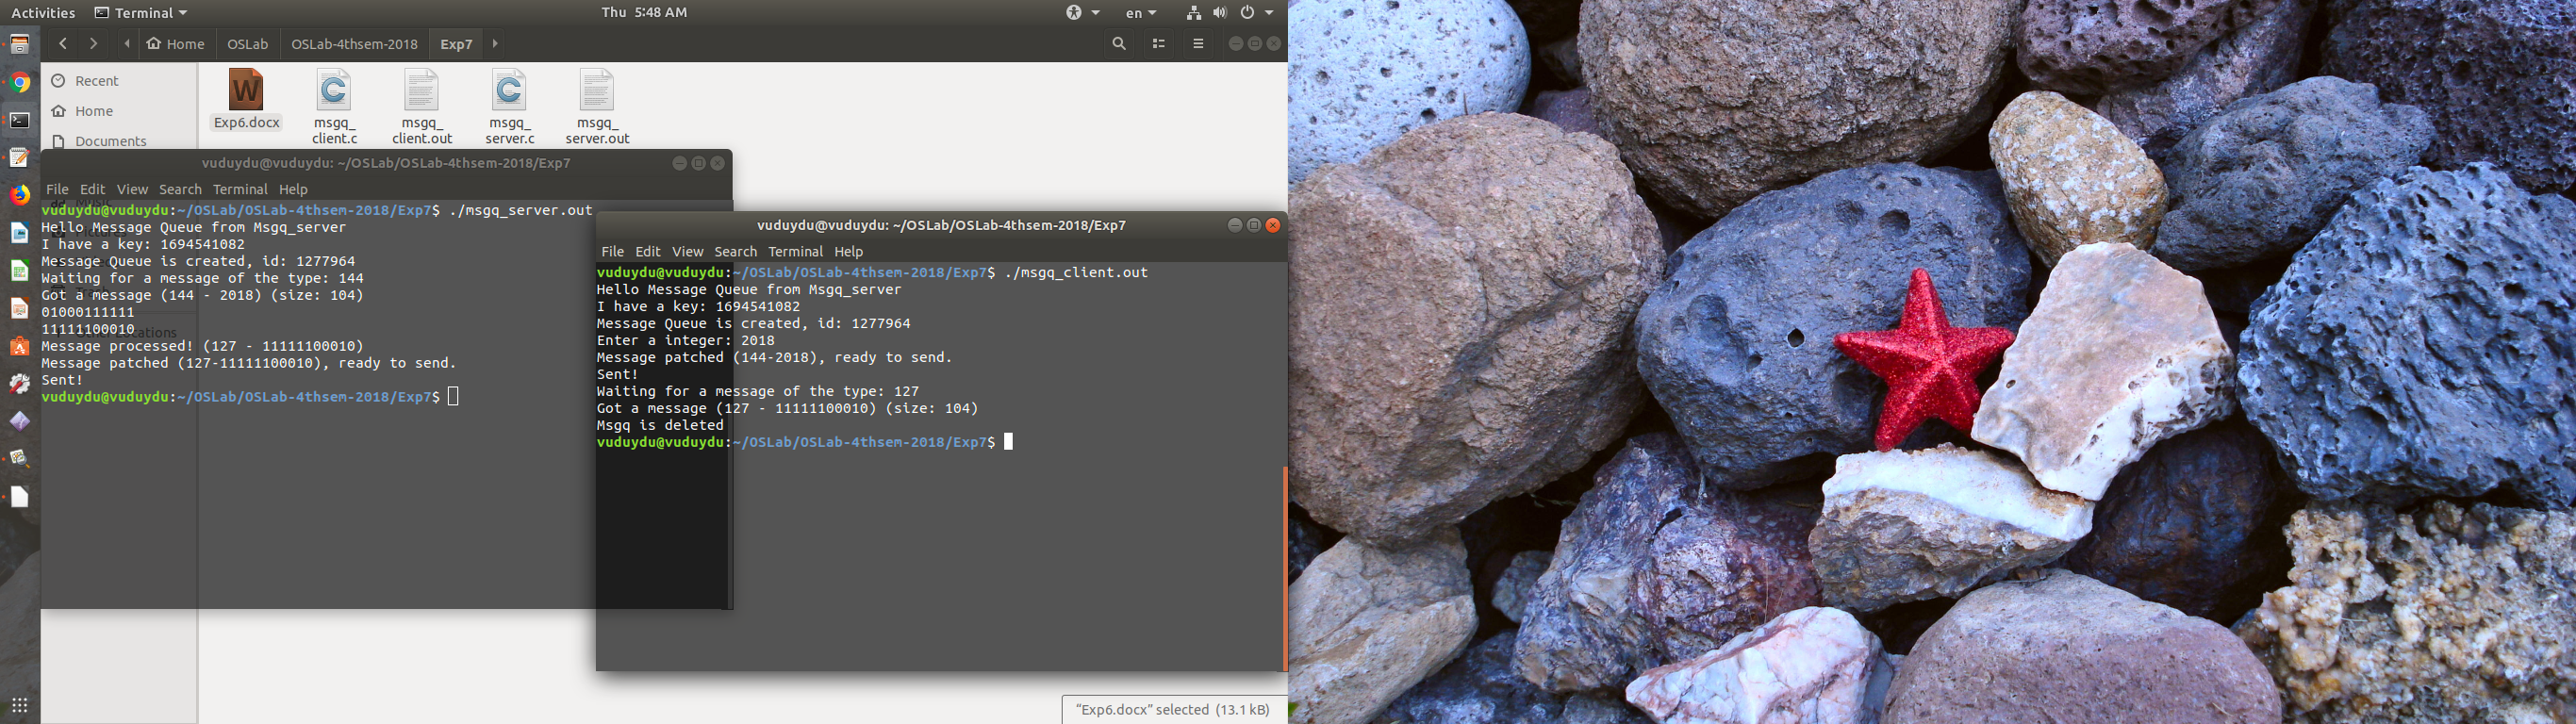 Activities Terminal Thu 5:48 AM en
Home OSLab OSLab-4thsem-2018 Exp7
Recent
Home
Documents
Exp6.docx
msgq_
client.c
msgq_
client.out
msgq_
server.c
msgq_
server.out
vuduydu@vuduydu: ~/OSLab/OSLab-4thsem-2018/Exp7
File Edit View Search Terminal Help
vuduydu@vuduydu:~/OSLab/OSLab-4thsem-2018/Exp7$ ./msgq_server.out
Hello Message Queue from Msgq_server
I have a key: 1694541082
Message Queue is created, id: 1277964
Waiting for a message of the type: 144
Got a message (144 - 2018) (size: 104)
01000111111
11111100010
Message processed! (127 - 11111100010)
Message patched (127-11111100010), ready to send.
Sent!
vuduydu@vuduydu:~/OSLab/OSLab-4thsem-2018/Exp7$
vuduydu@vuduydu: ~/OSLab/OSLab-4thsem-2018/Exp7
File Edit View Search Terminal Help
vuduydu@vuduydu:~/OSLab/OSLab-4thsem-2018/Exp7$ ./msgq_client.out
Hello Message Queue from Msgq_server
I have a key: 1694541082
Message Queue is created, id: 1277964
Enter a integer: 2018
Message patched (144-2018), ready to send.
Sent!
Waiting for a message of the type: 127
Got a message (127 - 11111100010) (size: 104)
Msgq is deleted
vuduydu@vuduydu:~/OSLab/OSLab-4thsem-2018/Exp7$
“Exp6.docx” selected (13.1 kB)